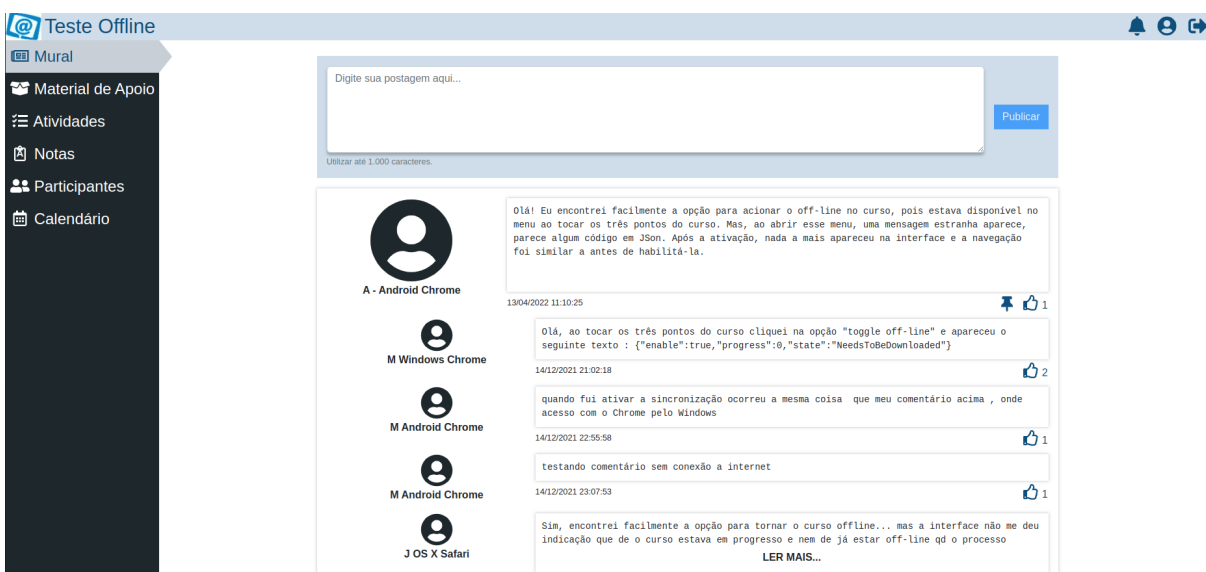 Teste Offline
Mural
Material de Apoio
Atividades
Notas
Participantes
Calendário
Digite sua postagem aqui...
Publicar
Utilizar até 1.000 caracteres.
Olá! Eu encontrei facilmente a opção para acionar o off-line no curso, pois estava disponível no
menu ao tocar os três pontos do curso. Mas, ao abrir esse menu, uma mensagem estranha aparece,
parece algum código em JSon. Após a ativação, nada a mais apareceu na interface e a navegação
foi similar a antes de habilitá-la.
A - Android Chrome
13/04/2022 11:10:25
1
Olá, ao tocar os três pontos do curso cliquei na opção "toggle off-line" e apareceu o
seguinte texto : {"enable":true,"progress":0,"state":"NeedsToBeDownloaded"}
M Windows Chrome
14/12/2021 21:02:18
2
quando fui ativar a sincronização ocorreu a mesma coisa  que meu comentário acima , onde
acesso com o Chrome pelo Windows
M Android Chrome
14/12/2021 22:55:58
1
testando comentário sem conexão a internet
M Android Chrome
14/12/2021 23:07:53
1
Sim, encontrei facilmente a opção para tornar o curso offline... mas a interface não me deu
indicação que de o curso estava em progresso e nem de já estar off-line qd o processo
J OS X Safari
LER MAIS...